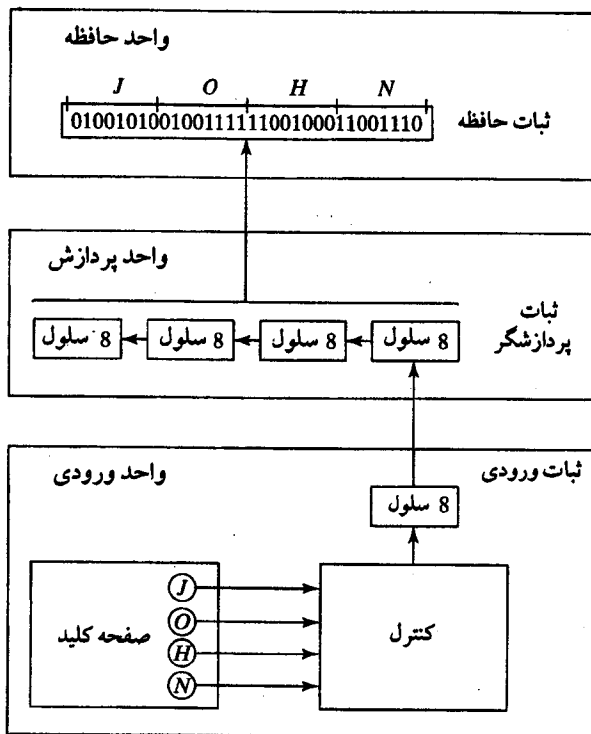 واحد حافظه
J O H N
01001010010011111100100011001110 ثبات حافظه
واحد پردازش
ثبات
پردازشگر
8 سلول 8 سلول 8 سلول 8 سلول
ثبات ورودی
واحد ورودی
8 سلول
صفحه کلید
J
O
H
N
کنترل